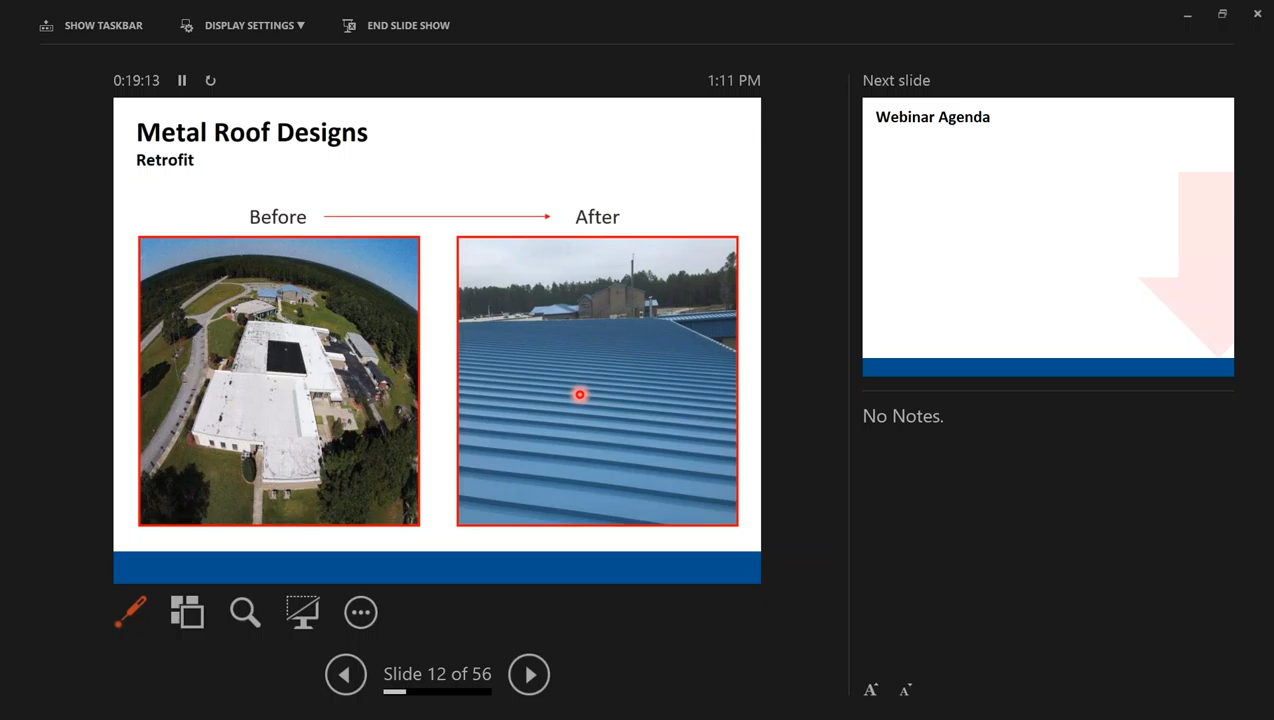 SHOW TASKBAR
DISPLAY SETTINGS ▼
END SLIDE SHOW
0:19:13
1:11 PM
Metal Roof Designs
Retrofit
Before
After
Slide 12 of 56
Next slide
Webinar Agenda
No Notes.
A A